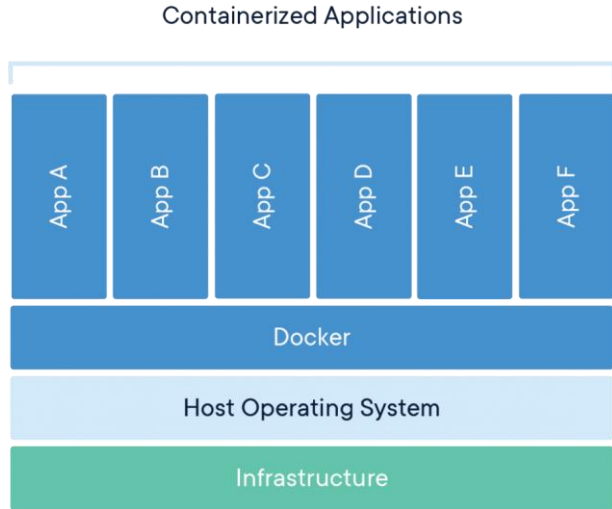 Containerized Applications
App A
App B
App C
App D
App E
App F
Docker
Host Operating System
Infrastructure